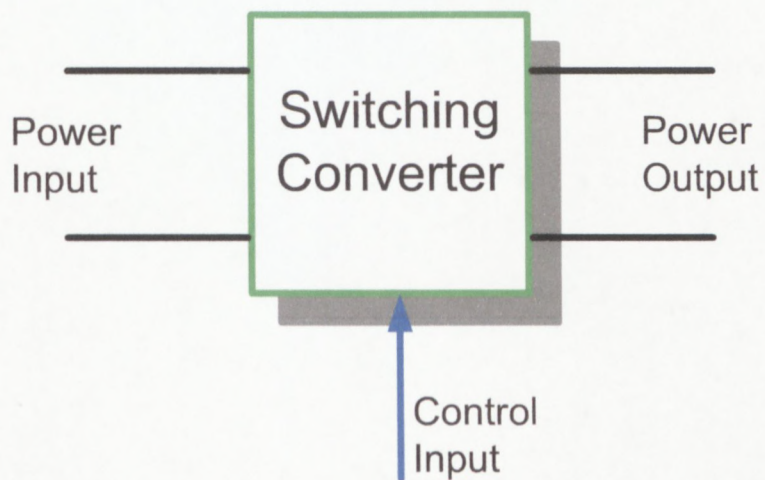 Switching
Converter
Power
Input
Power
Output
Control
Input